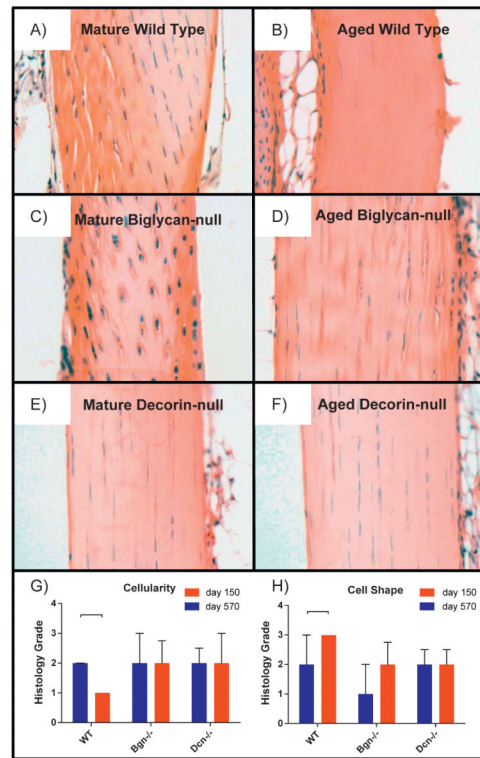 A) Mature Wild Type
B) Aged Wild Type
C) Mature Biglycan-null
D) Aged Biglycan-null
E) Mature Decorin-null
F) Aged Decorin-null
G) Cellularity
day 150
day 570
Histology Grade
4
3
2
1
0
WT
Bgn-/-
Dcn-/-
H) Cell Shape
day 150
day 570
Histology Grade
4
3
2
1
0
WT
Bgn-/-
Dcn-/-